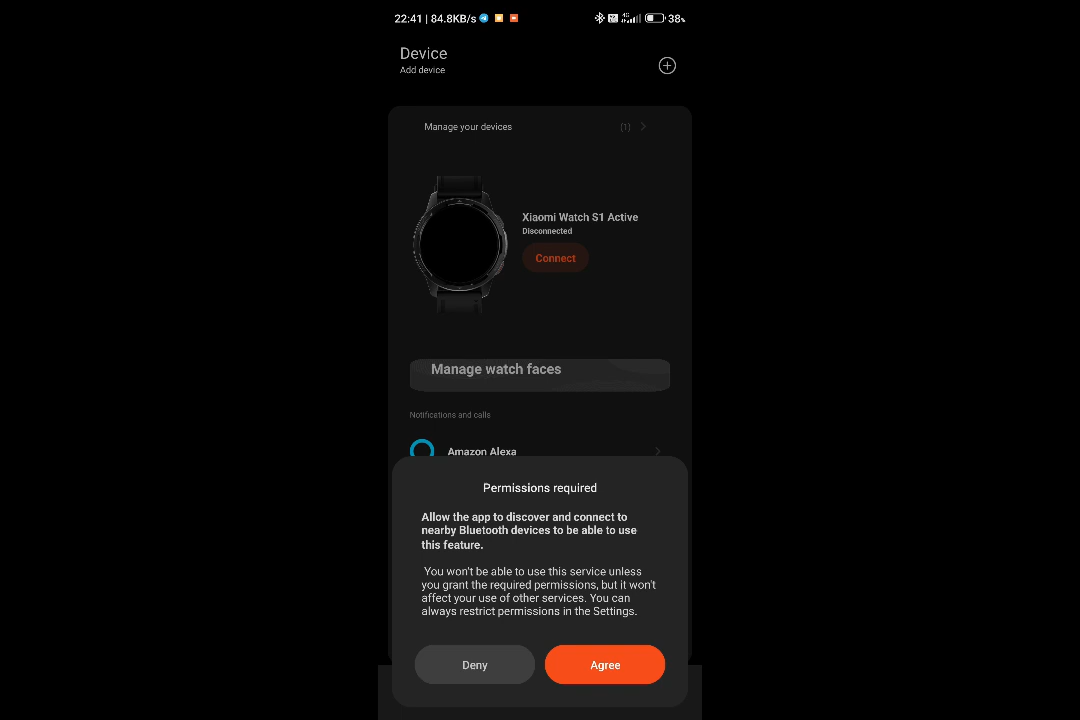 22:41 | 84.8KB/s 38%
Device
Add device
Manage your devices (1)
Xiaomi Watch S1 Active
Disconnected
Connect
Manage watch faces
Notifications and calls
Amazon Alexa
Permissions required
Allow the app to discover and connect to
nearby Bluetooth devices to be able to use
this feature.
You won't be able to use this service unless
you grant the required permissions, but it won't
affect your use of other services. You can
always restrict permissions in the Settings.
Deny Agree